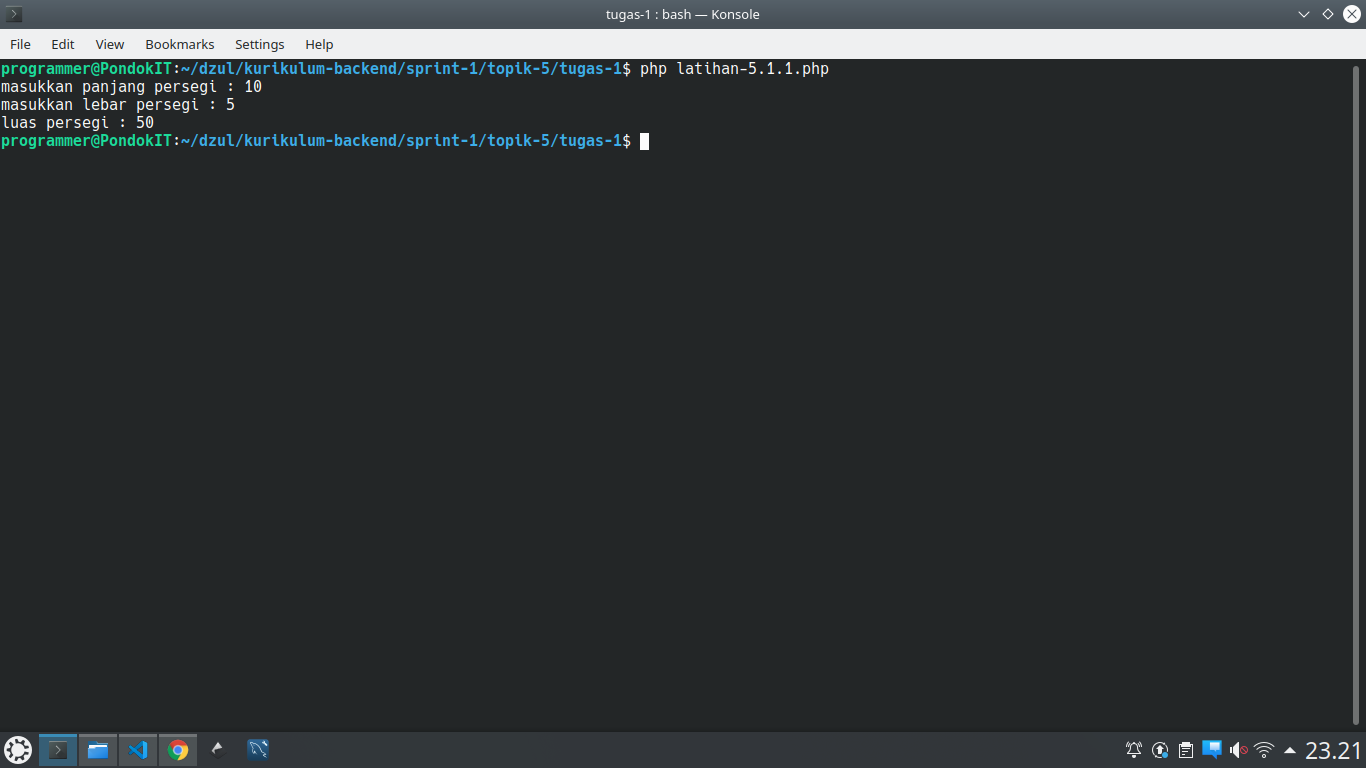 tugas-1 : bash — Konsole
File Edit View Bookmarks Settings Help
programmer@PondokIT:~/dzul/kurikulum-backend/sprint-1/topik-5/tugas-1$ php latihan-5.1.1.php
masukkan panjang persegi : 10
masukkan lebar persegi : 5
luas persegi : 50
programmer@PondokIT:~/dzul/kurikulum-backend/sprint-1/topik-5/tugas-1$
23.21